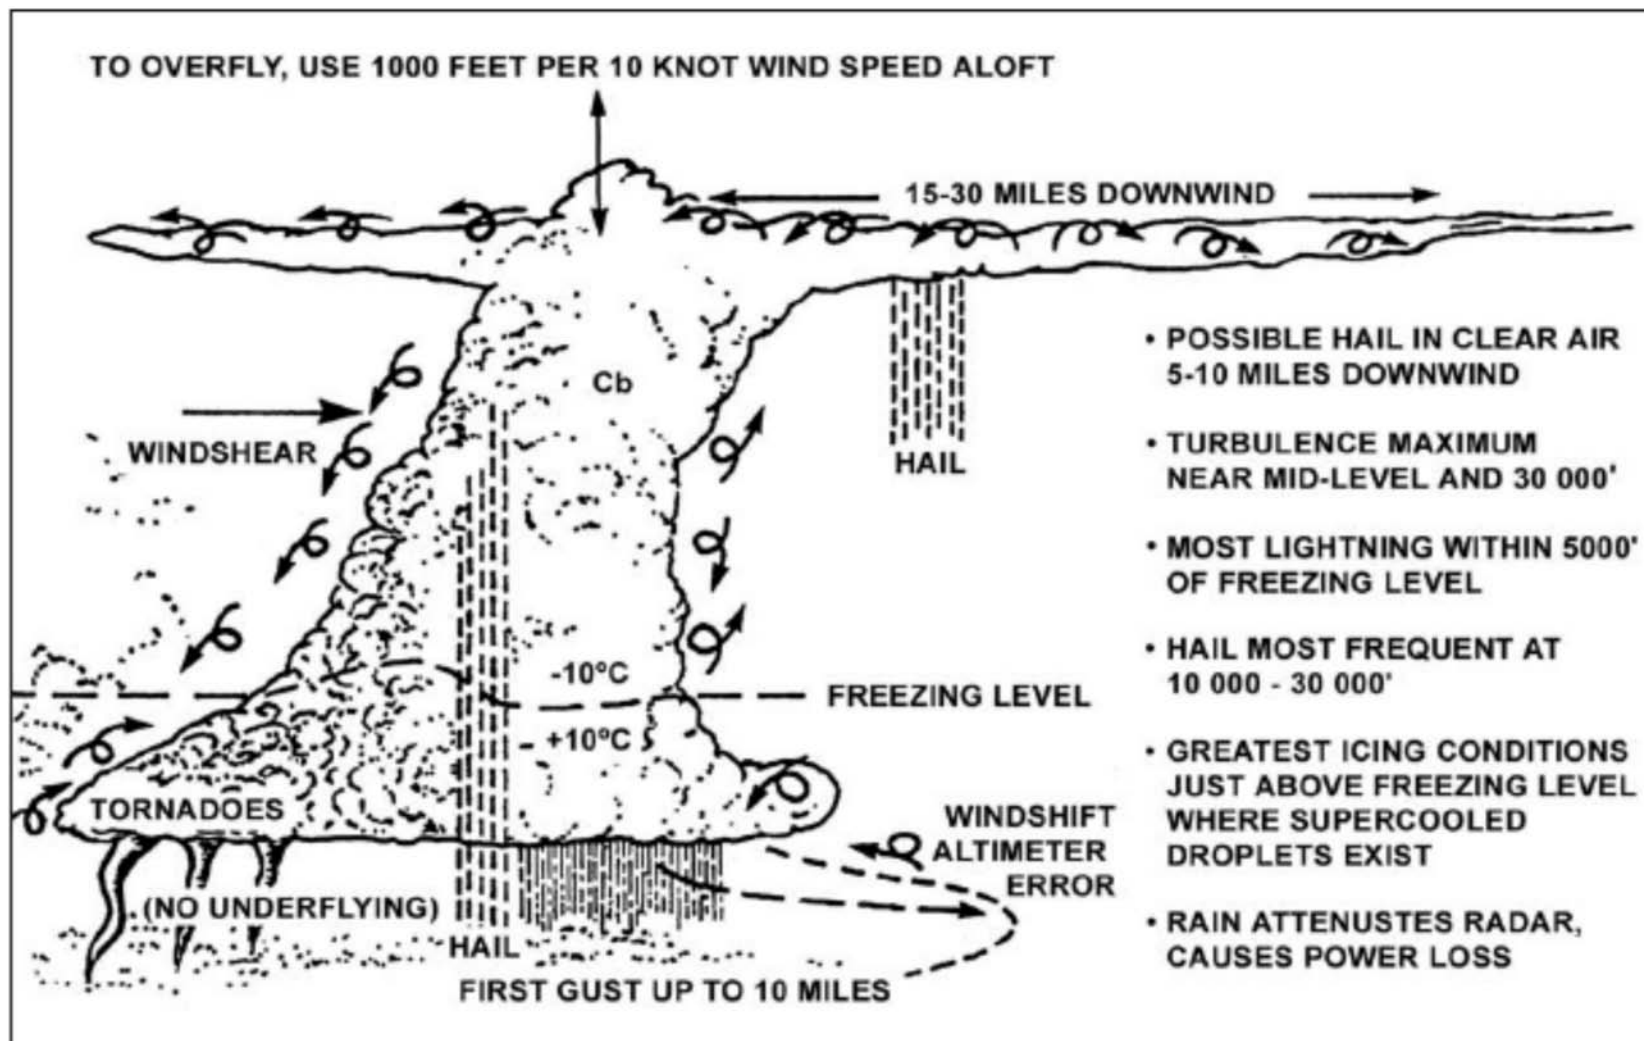 TO OVERFLY, USE 1000 FEET PER 10 KNOT WIND SPEED ALOFT
15-30 MILES DOWNWIND
Cb
WINDSHEAR
HAIL
-10°C
FREEZING LEVEL
+10°C
TORNADOES
WINDSHIFT
ALTIMETER
ERROR
(NO UNDERFLYING)
HAIL
FIRST GUST UP TO 10 MILES
• POSSIBLE HAIL IN CLEAR AIR
5-10 MILES DOWNWIND
• TURBULENCE MAXIMUM
NEAR MID-LEVEL AND 30 000'
• MOST LIGHTNING WITHIN 5000'
OF FREEZING LEVEL
• HAIL MOST FREQUENT AT
10 000 - 30 000'
• GREATEST ICING CONDITIONS
JUST ABOVE FREEZING LEVEL
WHERE SUPERCOOLED
DROPLETS EXIST
• RAIN ATTENUSTES RADAR,
CAUSES POWER LOSS